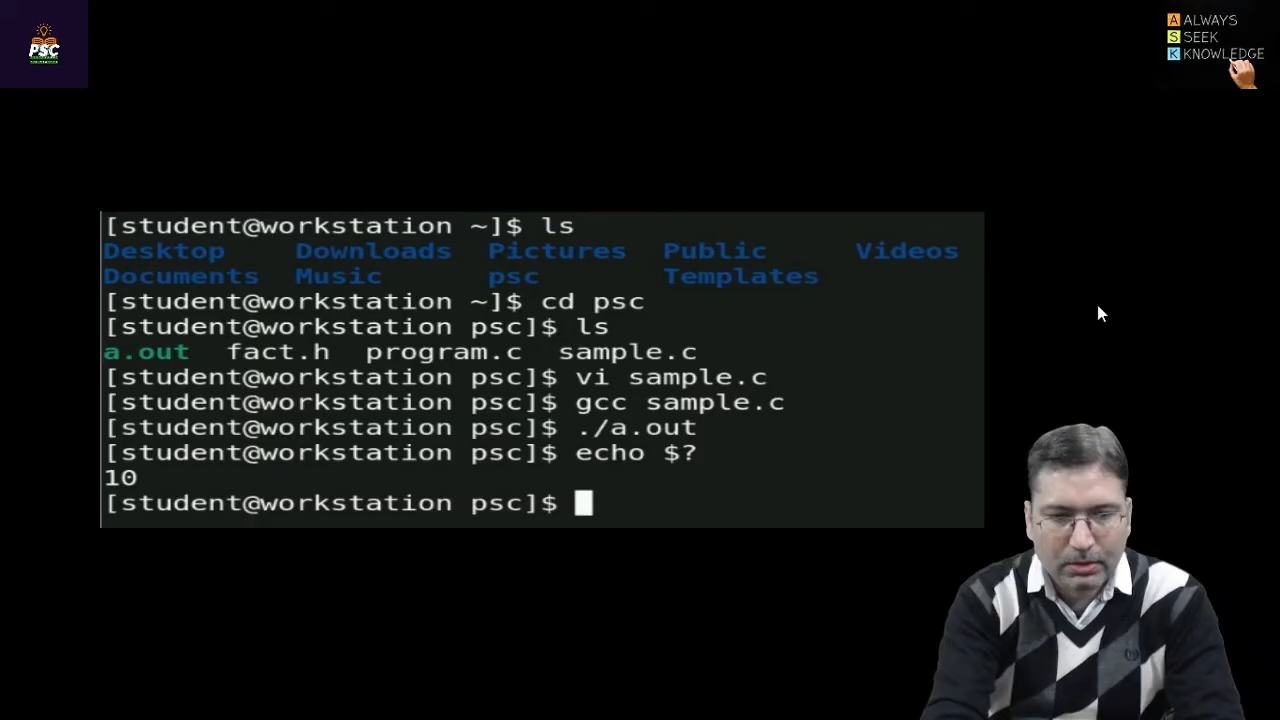 PSC
A ALWAYS
S SEEK
K KNOWLEDGE
[student@workstation ~]$ ls
Desktop Downloads Pictures Public Videos
Documents Music psc Templates
[student@workstation ~]$ cd psc
[student@workstation psc]$ ls
a.out fact.h program.c sample.c
[student@workstation psc]$ vi sample.c
[student@workstation psc]$ gcc sample.c
[student@workstation psc]$ ./a.out
[student@workstation psc]$ echo $?
10
[student@workstation psc]$